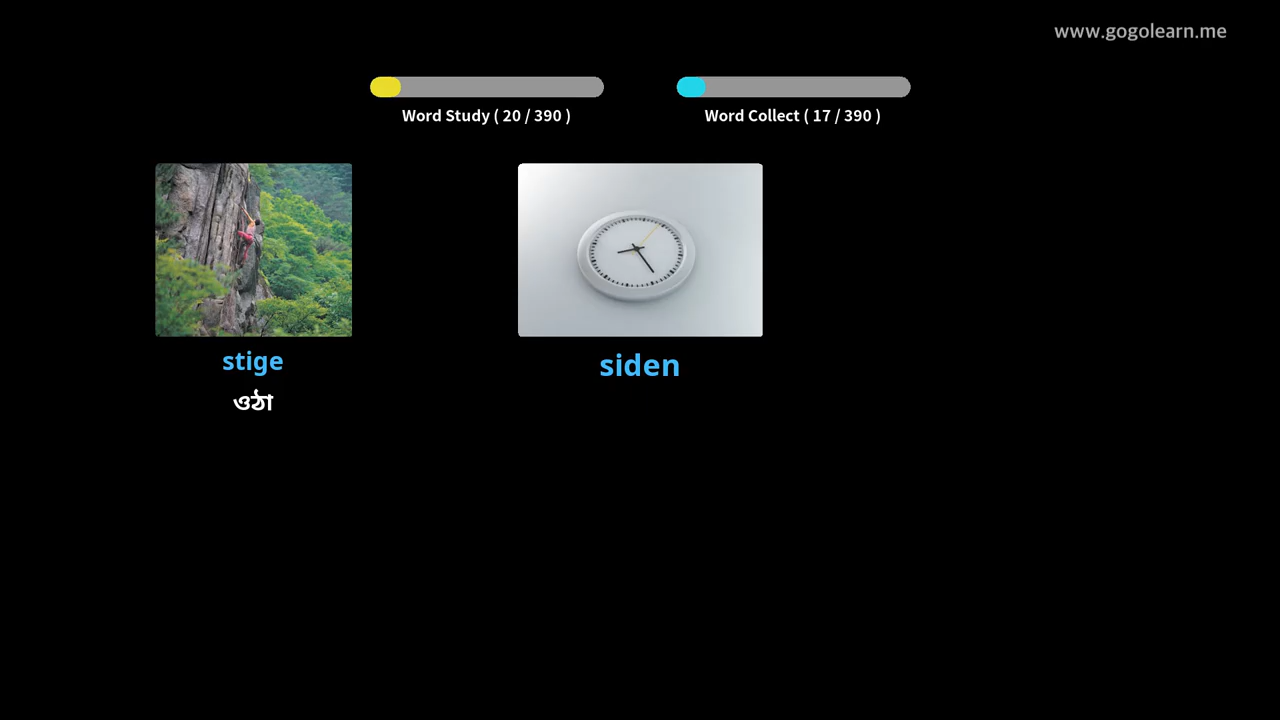 www.gogolearn.me
Word Study ( 20 / 390 )
Word Collect ( 17 / 390 )
stige
ওঠা
siden